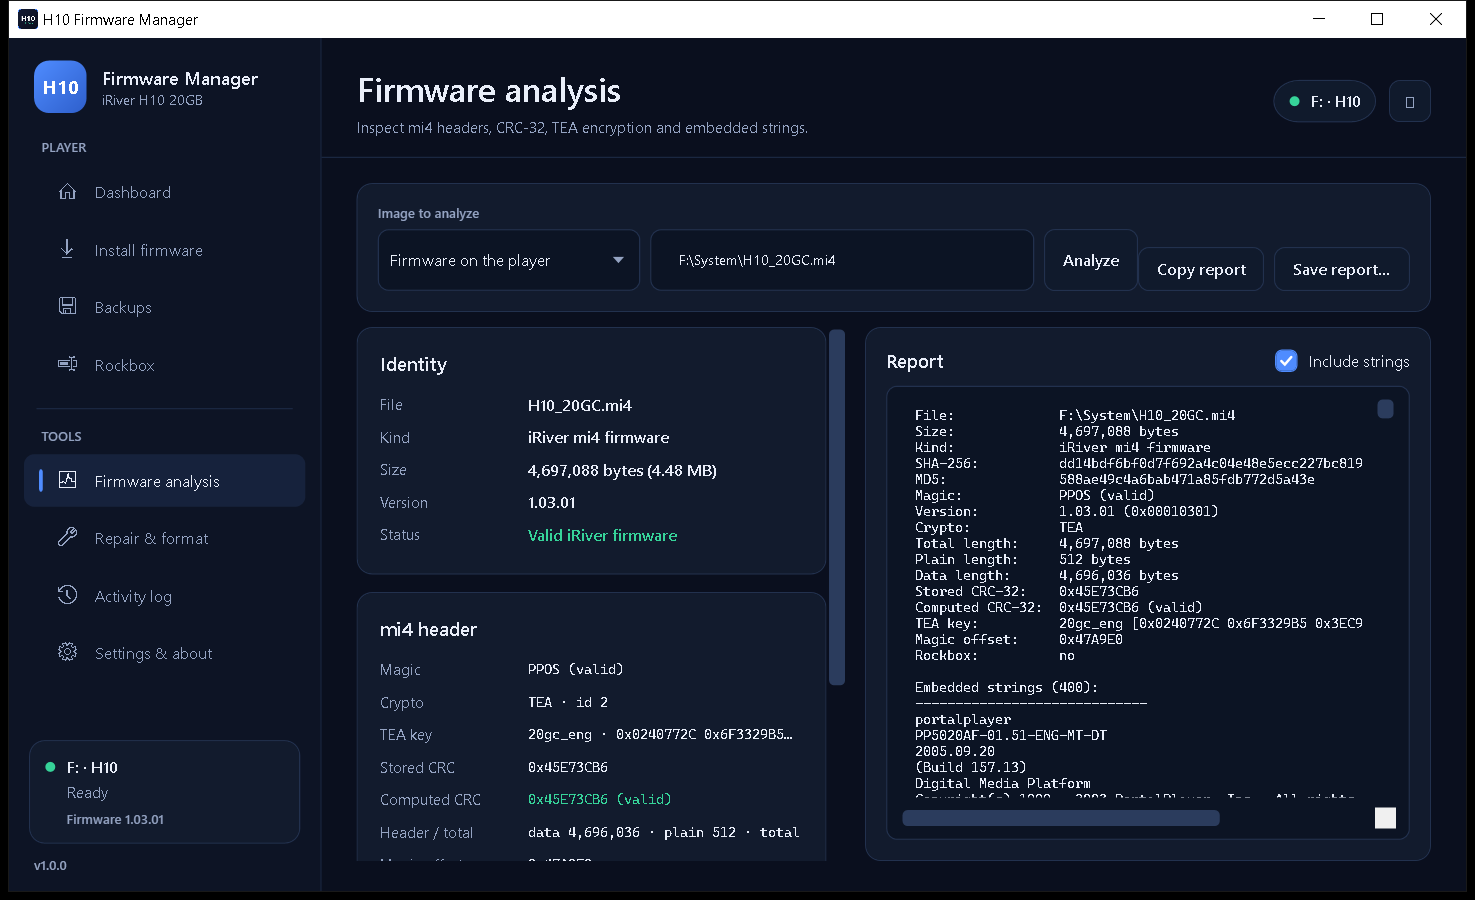 H10 H10 Firmware Manager
H10
Firmware Manager
iRiver H10 20GB
PLAYER
Dashboard
Install firmware
Backups
Rockbox
TOOLS
Firmware analysis
Repair & format
Activity log
Settings & about
F: · H10
Ready
Firmware 1.03.01
v1.0.0
Firmware analysis
Inspect mi4 headers, CRC-32, TEA encryption and embedded strings.
F: · H10
Image to analyze
Firmware on the player
F:\System\H10_20GC.mi4
Analyze
Copy report
Save report...
Identity
File H10_20GC.mi4
Kind iRiver mi4 firmware
Size 4,697,088 bytes (4.48 MB)
Version 1.03.01
Status Valid iRiver firmware
mi4 header
Magic PPOS (valid)
Crypto TEA · id 2
TEA key 20gc_eng · 0x0240772C 0x6F3329B5…
Stored CRC 0x45E73CB6
Computed CRC 0x45E73CB6 (valid)
Header / total data 4,696,036 · plain 512 · total
Report
Include strings
File: F:\System\H10_20GC.mi4
Size: 4,697,088 bytes
Kind: iRiver mi4 firmware
SHA-256: dd14bdf6bf0d7f692a4c04e48e5ecc227bc819
MD5: 588ae49c4a6bab471a85fdb772d5a43e
Magic: PPOS (valid)
Version: 1.03.01 (0x00010301)
Crypto: TEA
Total length: 4,697,088 bytes
Plain length: 512 bytes
Data length: 4,696,036 bytes
Stored CRC-32: 0x45E73CB6
Computed CRC-32: 0x45E73CB6 (valid)
TEA key: 20gc_eng [0x0240772C 0x6F3329B5 0x3EC9
Magic offset: 0x47A9E0
Rockbox: no
Embedded strings (400):
-----------------------------
portalplayer
PP5020AF-01.51-ENG-MT-DT
2005.09.20
(Build 157.13)
Digital Media Platform